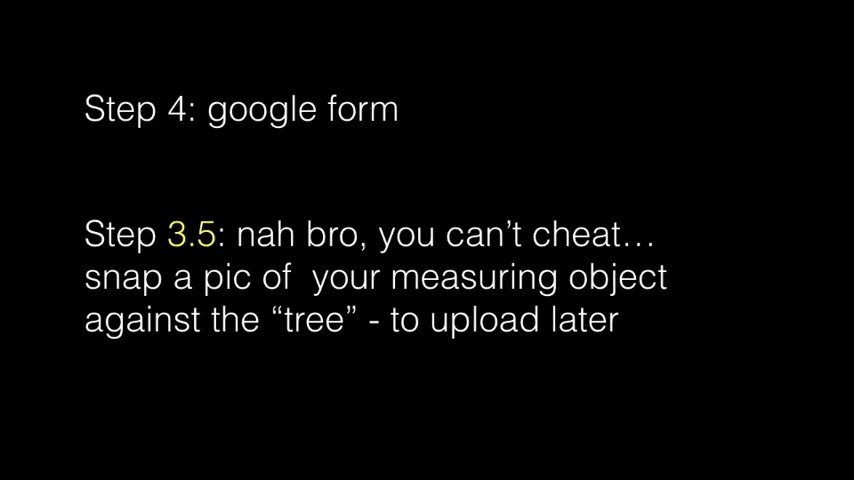 Step 4: google form
Step 3.5: nah bro, you can’t cheat…
snap a pic of  your measuring object
against the “tree” - to upload later